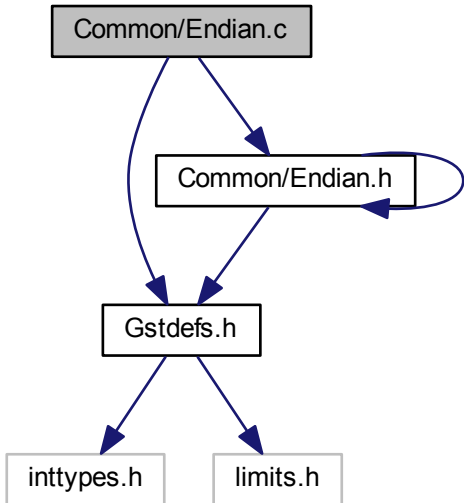 Common/Endian.c
Common/Endian.h
Gstdefs.h
inttypes.h
limits.h